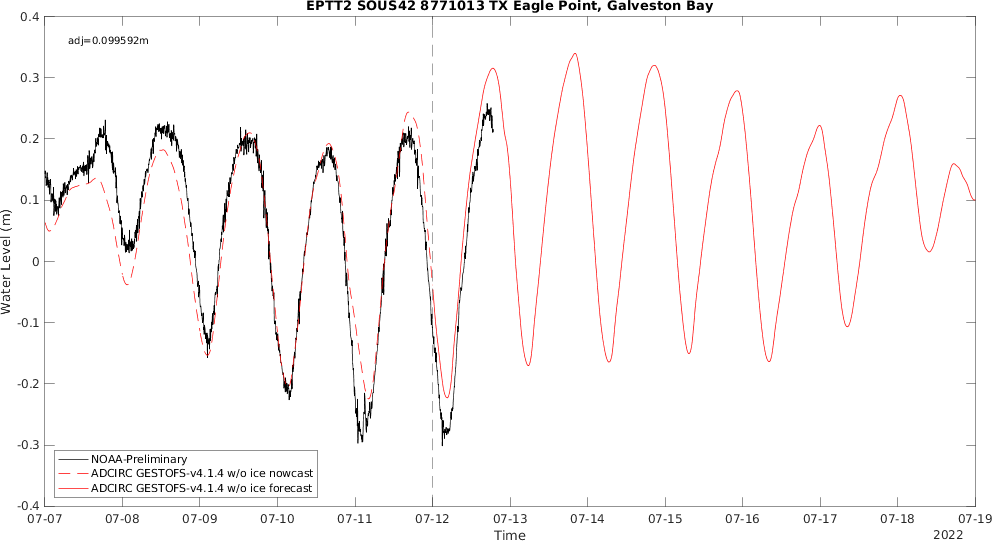 EPTT2 SOUS42 8771013 TX Eagle Point, Galveston Bay
adj=0.099592m
0.4
0.3
0.2
0.1
0
-0.1
-0.2
-0.3
-0.4
Water Level (m)
NOAA-Preliminary
ADCIRC GESTOFS-v4.1.4 w/o ice nowcast
ADCIRC GESTOFS-v4.1.4 w/o ice forecast
07-07 07-08 07-09 07-10 07-11 07-12 07-13 07-14 07-15 07-16 07-17 07-18 07-19
Time
2022